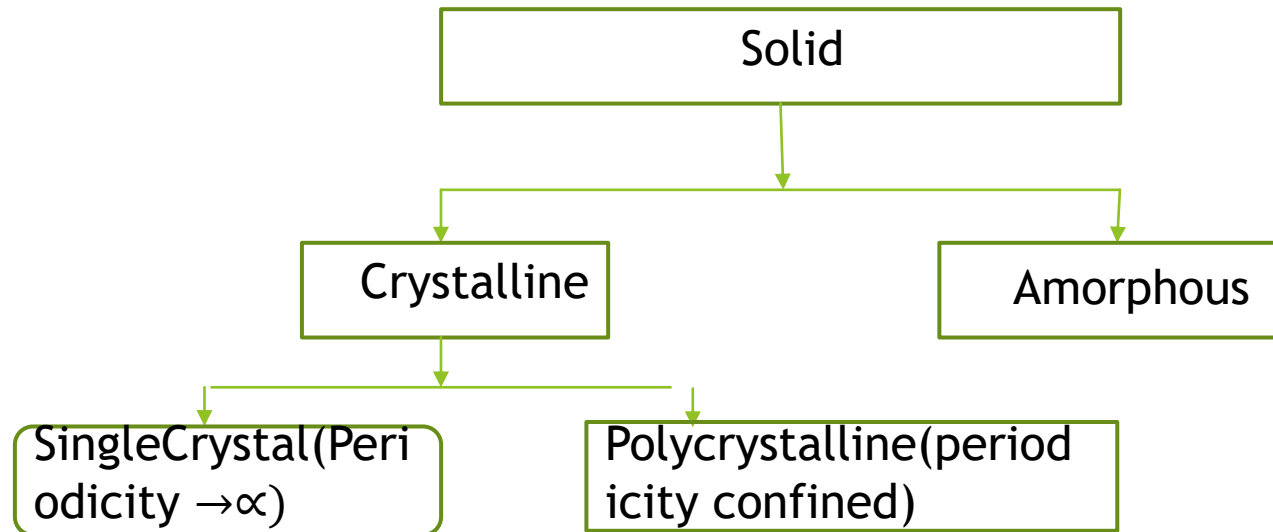 Solid
Crystalline
Amorphous
SingleCrystal(Peri
odicity →∝)
Polycrystalline(period
icity confined)